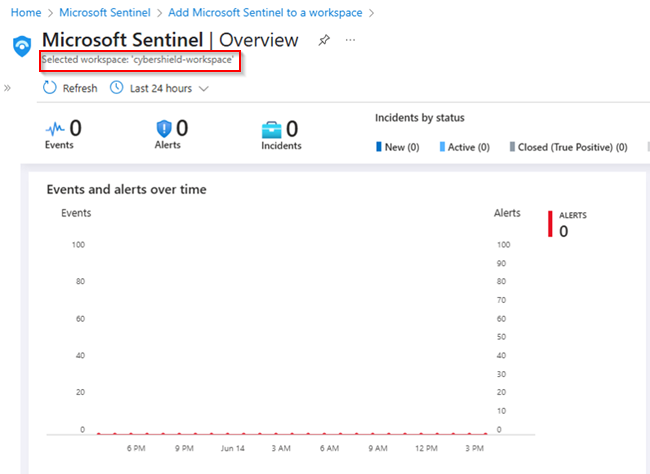 Home > Microsoft Sentinel > Add Microsoft Sentinel to a workspace >
Microsoft Sentinel | Overview ...
Selected workspace: 'cybershield-workspace'
» Refresh Last 24 hours
0 0 0
Events Alerts Incidents
Incidents by status
New (0) Active (0) Closed (True Positive) (0)
Events and alerts over time
Events Alerts
ALERTS
0
100 100
90
80 80
70
60 60
50
40 40
30
20 20
10
0 0
6 PM 9 PM Jun 14 3 AM 6 AM 9 AM 12 PM 3 PM